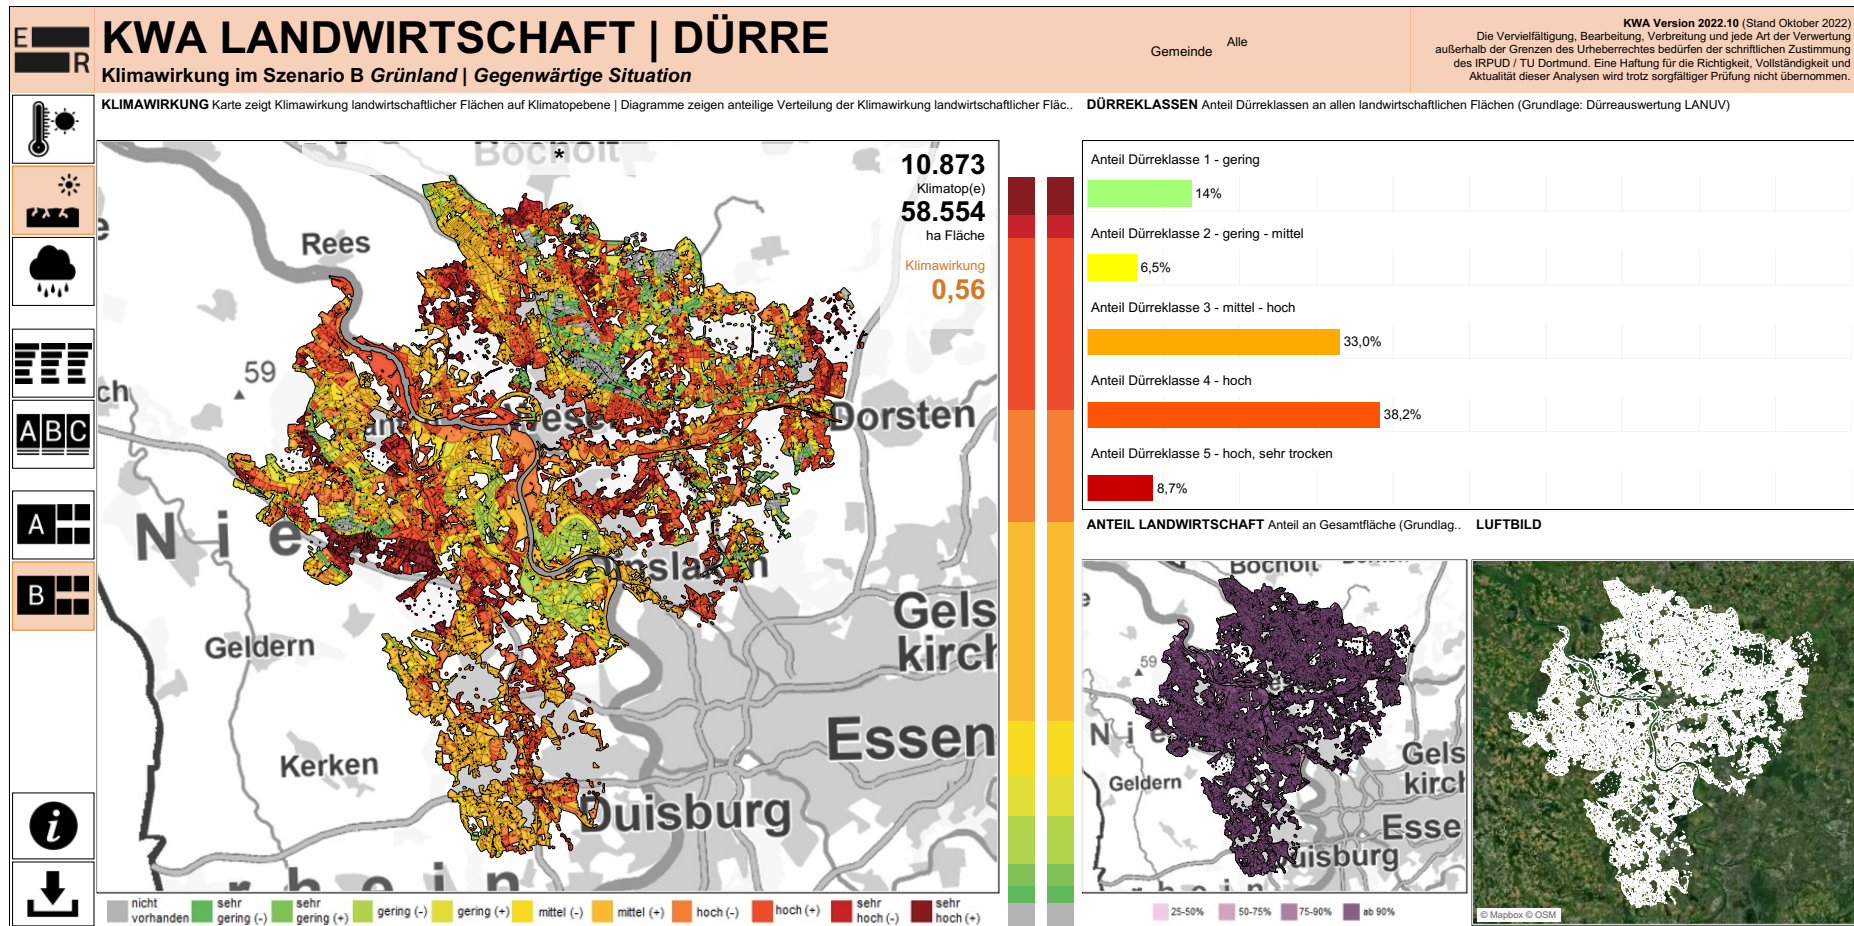 E
R
KWA LANDWIRTSCHAFT | DÜRRE
Klimawirkung im Szenario B Grünland | Gegenwärtige Situation
Gemeinde
Alle
KWA Version 2022.10 (Stand Oktober 2022)
Die Vervielfältigung, Bearbeitung, Verbreitung und jede Art der Verwertung
außerhalb der Grenzen des Urheberrechtes bedürfen der schriftlichen Zustimmung
des IRPUD / TU Dortmund. Eine Haftung für die Richtigkeit, Vollständigkeit und
Aktualität dieser Analysen wird trotz sorgfältiger Prüfung nicht übernommen.
KLIMAWIRKUNG Karte zeigt Klimawirkung landwirtschaftlicher Flächen auf Klimatopebene | Diagramme zeigen anteilige Verteilung der Klimawirkung landwirtschaftlicher Fläc..
DÜRREKLASSEN Anteil Dürreklassen an allen landwirtschaftlichen Flächen (Grundlage: Dürreauswertung LANUV)
Bocholt
*
10.873
Klimatop(e)
58.554
ha Fläche
Klimawirkung
0,56
e
Rees
59
ch
Wesel
Dorsten
N i e
Dinslaken
Gels
kirch
Geldern
Essen
Kerken
Duisburg
r h e i n
ABC
A
B
i
Anteil Dürreklasse 1 - gering
14%
Anteil Dürreklasse 2 - gering - mittel
6,5%
Anteil Dürreklasse 3 - mittel - hoch
33,0%
Anteil Dürreklasse 4 - hoch
38,2%
Anteil Dürreklasse 5 - hoch, sehr trocken
8,7%
ANTEIL LANDWIRTSCHAFT Anteil an Gesamtfläche (Grundlag..
LUFTBILD
Bocholt
e
59
N i e
Gels
kirch
Geldern
Esse
uisburg
r h e i n
nicht vorhanden
sehr gering (-)
sehr gering (+)
gering (-)
gering (+)
mittel (-)
mittel (+)
hoch (-)
hoch (+)
sehr hoch (-)
sehr hoch (+)
25-50%
50-75%
75-90%
ab 90%
© Mapbox © OSM